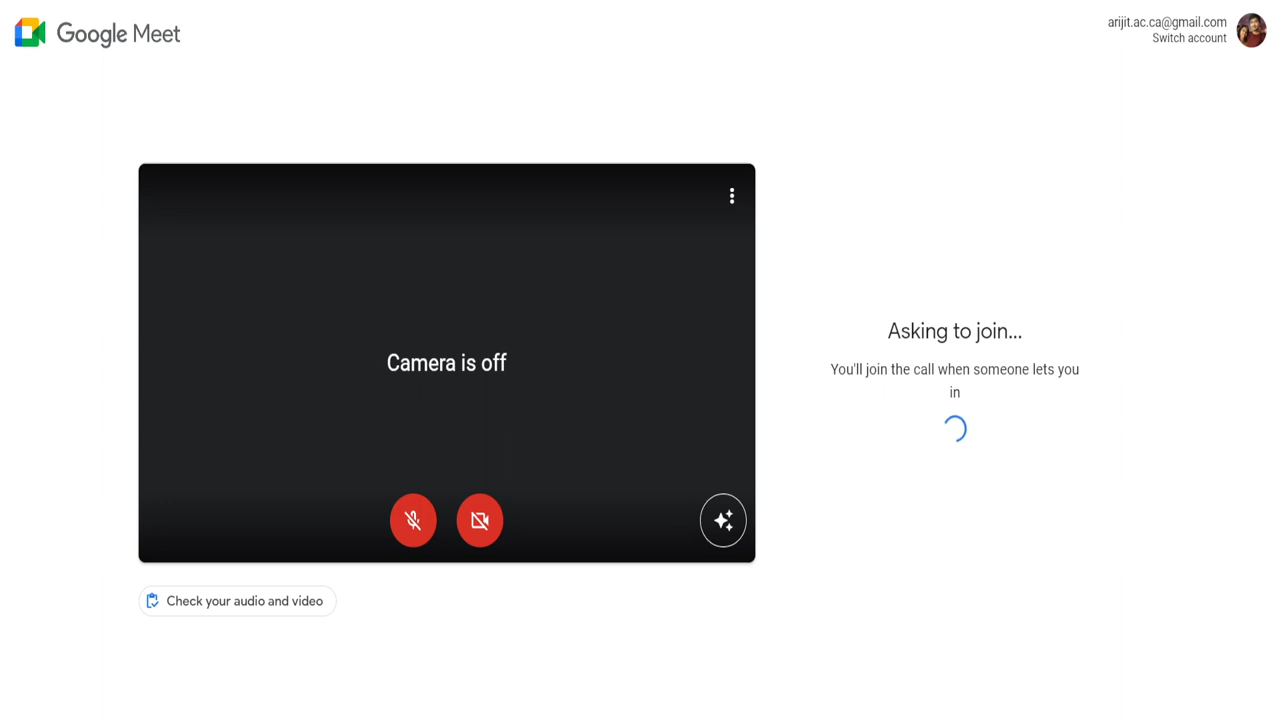 Google Meet
arijit.ac.ca@gmail.com
Switch account
Camera is off
Asking to join...
You'll join the call when someone lets you
in
Check your audio and video